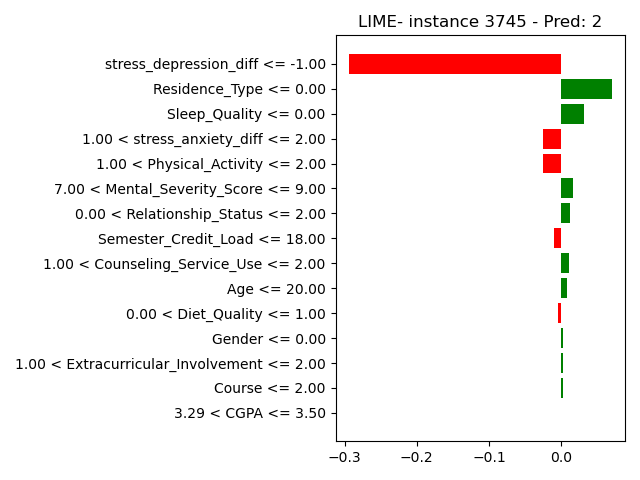 LIME- instance 3745 - Pred: 2
stress_depression_diff <= -1.00
Residence_Type <= 0.00
Sleep_Quality <= 0.00
1.00 < stress_anxiety_diff <= 2.00
1.00 < Physical_Activity <= 2.00
7.00 < Mental_Severity_Score <= 9.00
0.00 < Relationship_Status <= 2.00
Semester_Credit_Load <= 18.00
1.00 < Counseling_Service_Use <= 2.00
Age <= 20.00
0.00 < Diet_Quality <= 1.00
Gender <= 0.00
1.00 < Extracurricular_Involvement <= 2.00
Course <= 2.00
3.29 < CGPA <= 3.50
−0.3 −0.2 −0.1 0.0